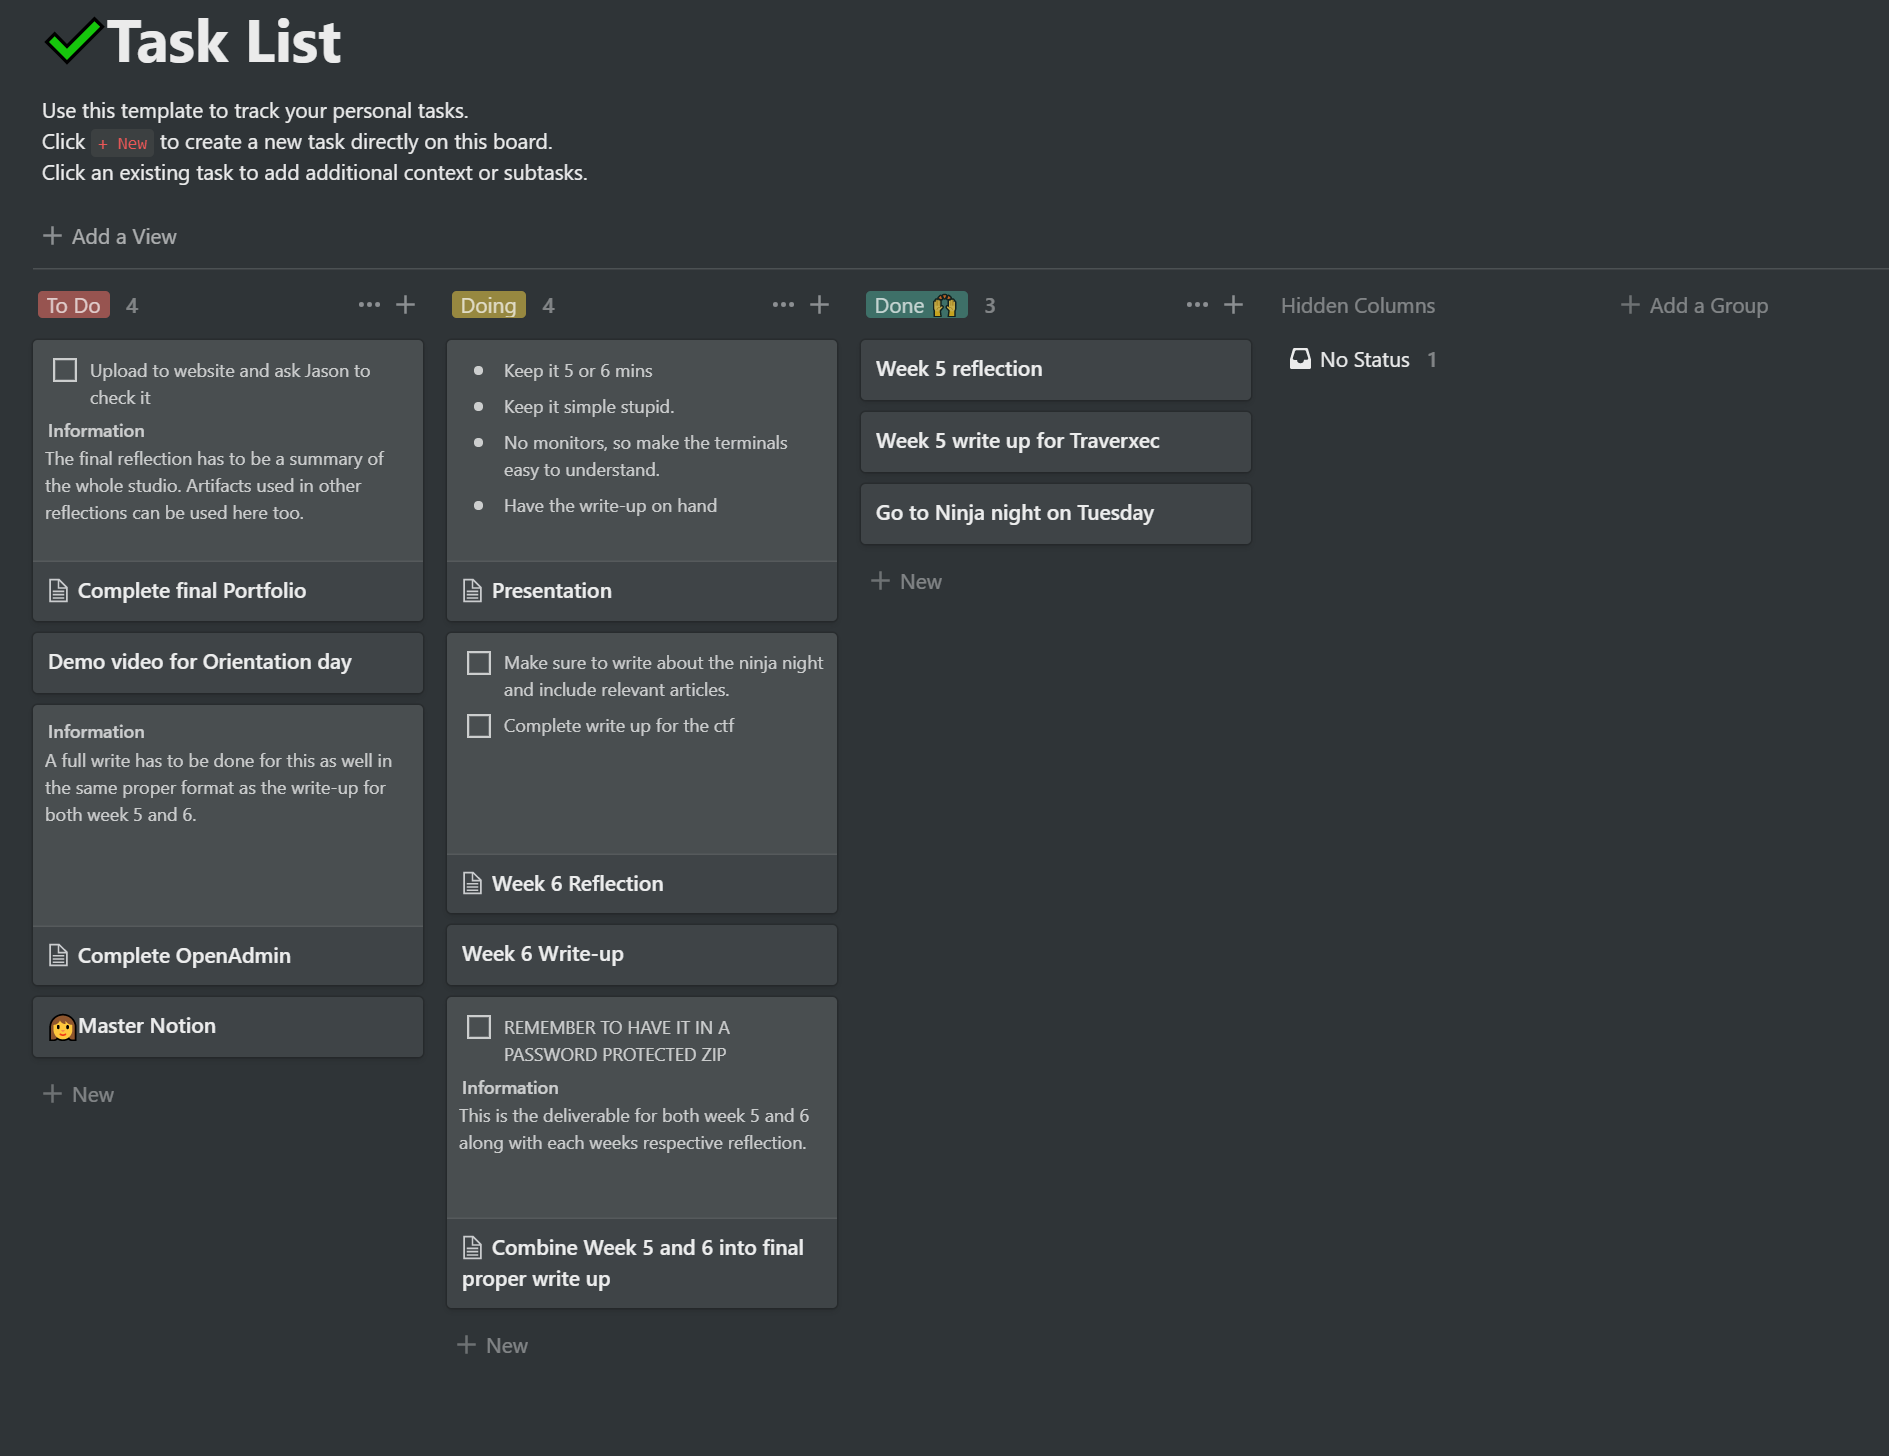 Task List
Use this template to track your personal tasks.
Click + New to create a new task directly on this board.
Click an existing task to add additional context or subtasks.
+ Add a View
To Do 4 ··· +
Upload to website and ask Jason to
check it
Information
The final reflection has to be a summary of
the whole studio. Artifacts used in other
reflections can be used here too.
Complete final Portfolio
Demo video for Orientation day
Information
A full write has to be done for this as well in
the same proper format as the write-up for
both week 5 and 6.
Complete OpenAdmin
Master Notion
+ New
Doing 4 ··· +
Keep it 5 or 6 mins
Keep it simple stupid.
No monitors, so make the terminals
easy to understand.
Have the write-up on hand
Presentation
Make sure to write about the ninja night
and include relevant articles.
Complete write up for the ctf
Week 6 Reflection
Week 6 Write-up
REMEMBER TO HAVE IT IN A
PASSWORD PROTECTED ZIP
Information
This is the deliverable for both week 5 and 6
along with each weeks respective reflection.
Combine Week 5 and 6 into final
proper write up
+ New
Done 3 ··· +
Week 5 reflection
Week 5 write up for Traverxec
Go to Ninja night on Tuesday
+ New
Hidden Columns
No Status 1
+ Add a Group